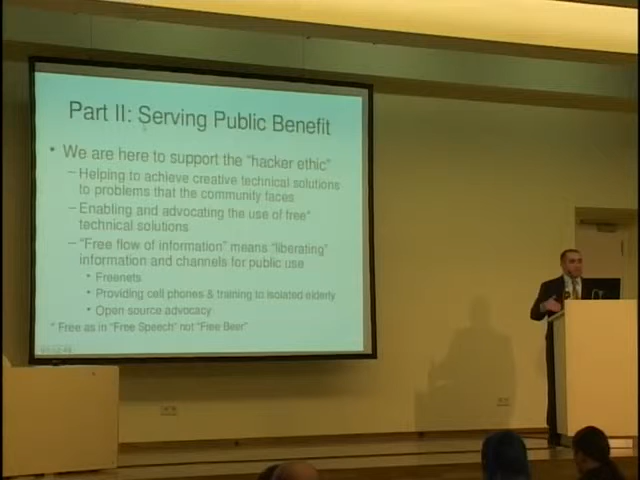 Part II: Serving Public Benefit
• We are here to support the "hacker ethic"
– Helping to achieve creative technical solutions
to problems that the community faces
– Enabling and advocating the use of free*
technical solutions
– "Free flow of information" means "liberating"
information and channels for public use
• Freenets
• Providing cell phones & training to isolated elderly
• Open source advocacy
* Free as in "Free Speech" not "Free Beer"